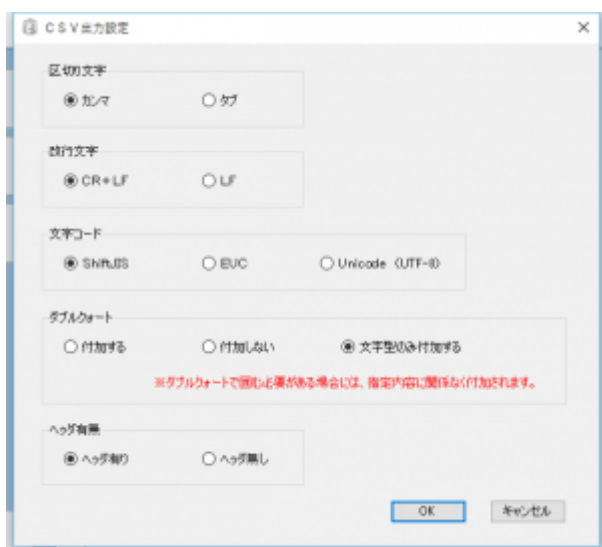 CSV出力設定
区切り文字
カンマ タブ
改行文字
CR+LF LF
文字コード
ShiftJIS EUC Unicode (UTF-8)
ダブルクォート
付加する 付加しない 文字型のみ付加する
※ダブルクォートで囲む必要がある場合には、指定内容に関係なく付加されます。
ヘッダ有無
ヘッダ有り ヘッダ無し
OK キャンセル